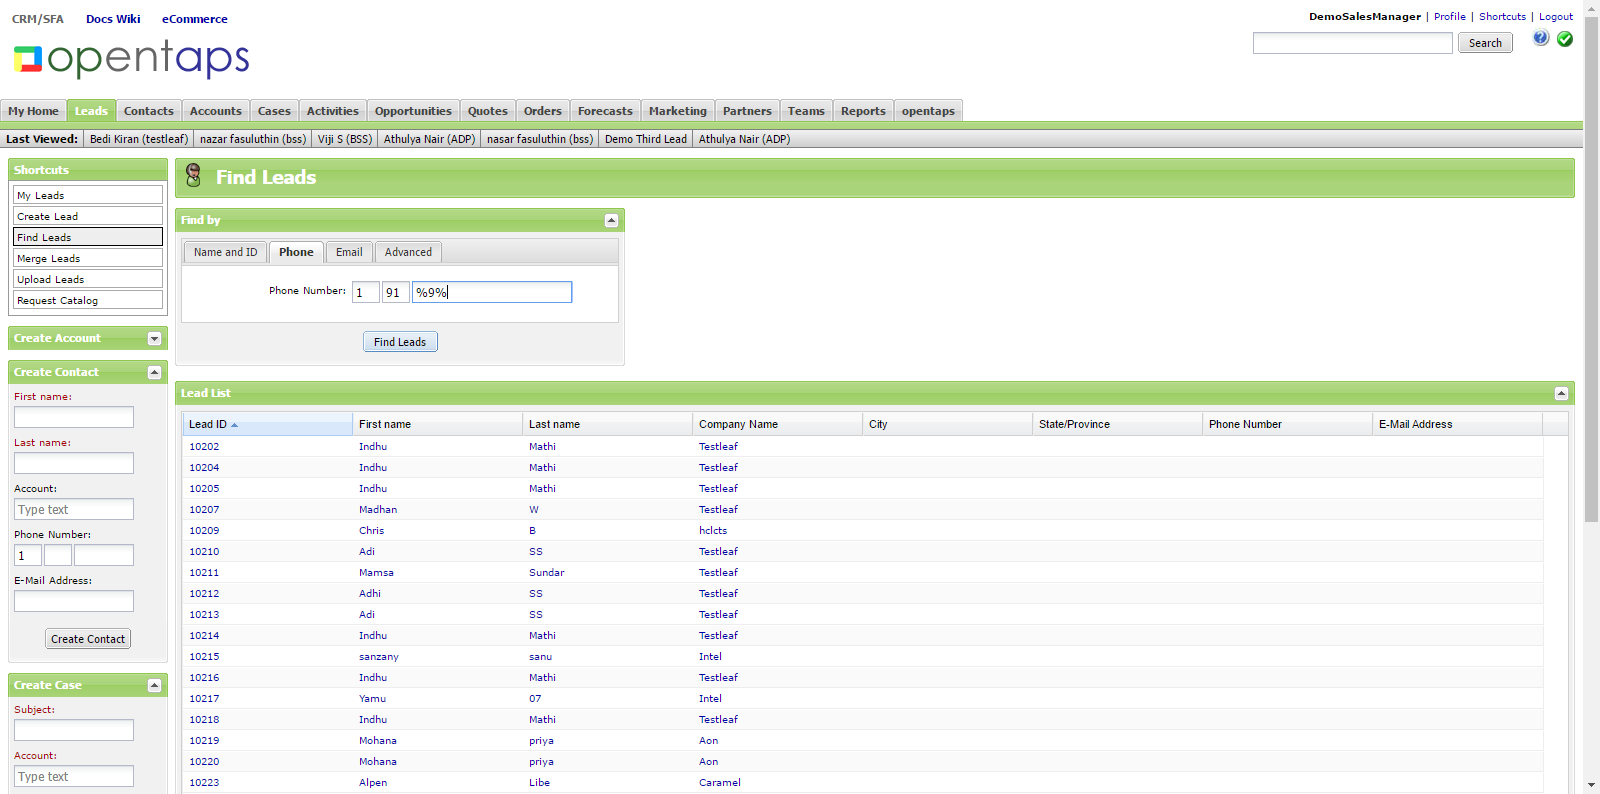 CRM/SFA Docs Wiki eCommerce
DemoSalesManager | Profile | Shortcuts | Logout
opentaps
Search
My Home Leads Contacts Accounts Cases Activities Opportunities Quotes Orders Forecasts Marketing Partners Teams Reports opentaps
Last Viewed: Bedi Kiran (testleaf) nazar fasuluthin (bss) Viji S (BSS) Athulya Nair (ADP) nasar fasuluthin (bss) Demo Third Lead Athulya Nair (ADP)
Shortcuts
My Leads
Create Lead
Find Leads
Merge Leads
Upload Leads
Request Catalog
Create Account
Create Contact
First name:
Last name:
Account:
Type text
Phone Number:
1
E-Mail Address:
Create Contact
Create Case
Subject:
Account:
Type text
Find Leads
Find by
Name and ID Phone Email Advanced
Phone Number: 1 91 %9%
Find Leads
Lead List
Lead ID First name Last name Company Name City State/Province Phone Number E-Mail Address
10202 Indhu Mathi Testleaf
10204 Indhu Mathi Testleaf
10205 Indhu Mathi Testleaf
10207 Madhan W Testleaf
10209 Chris B hclcts
10210 Adi SS Testleaf
10211 Mamsa Sundar Testleaf
10212 Adhi SS Testleaf
10213 Adi SS Testleaf
10214 Indhu Mathi Testleaf
10215 sanzany sanu Intel
10216 Indhu Mathi Testleaf
10217 Yamu 07 Intel
10218 Indhu Mathi Testleaf
10219 Mohana priya Aon
10220 Mohana priya Aon
10223 Alpen Libe Caramel